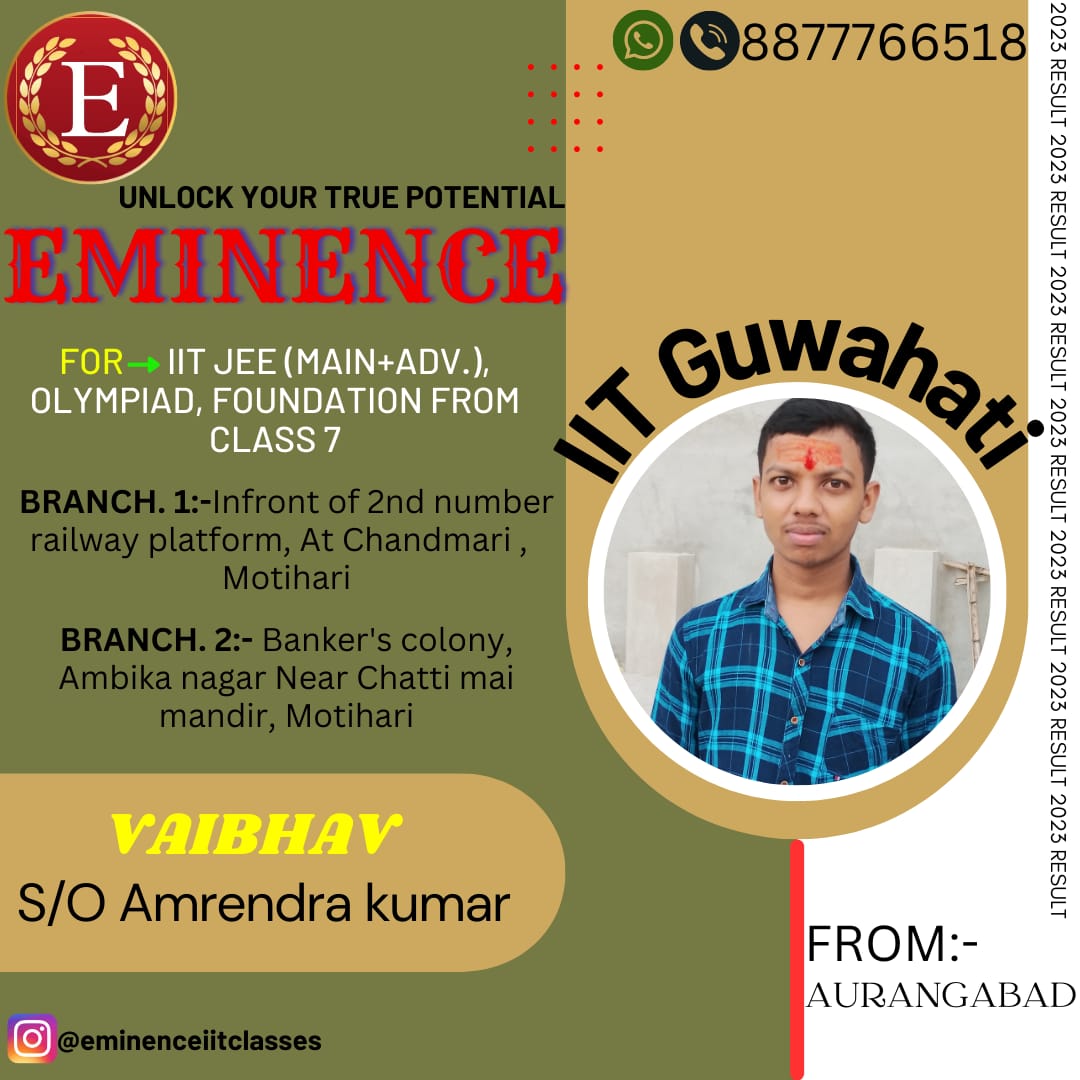 E
8877766518
UNLOCK YOUR TRUE POTENTIAL
EMINENCE
FOR→IIT JEE (MAIN+ADV.),
OLYMPIAD, FOUNDATION FROM
CLASS 7
BRANCH. 1:-Infront of 2nd number
railway platform, At Chandmari ,
Motihari
BRANCH. 2:- Banker's colony,
Ambika nagar Near Chatti mai
mandir, Motihari
IIT Guwahati
VAIBHAV
S/O Amrendra kumar
FROM:-
AURANGABAD
@eminenceiitclasses
2023 RESULT 2023 RESULT 2023 RESULT 2023 RESULT 2023 RESULT 2023 RESULT 2023 RESULT